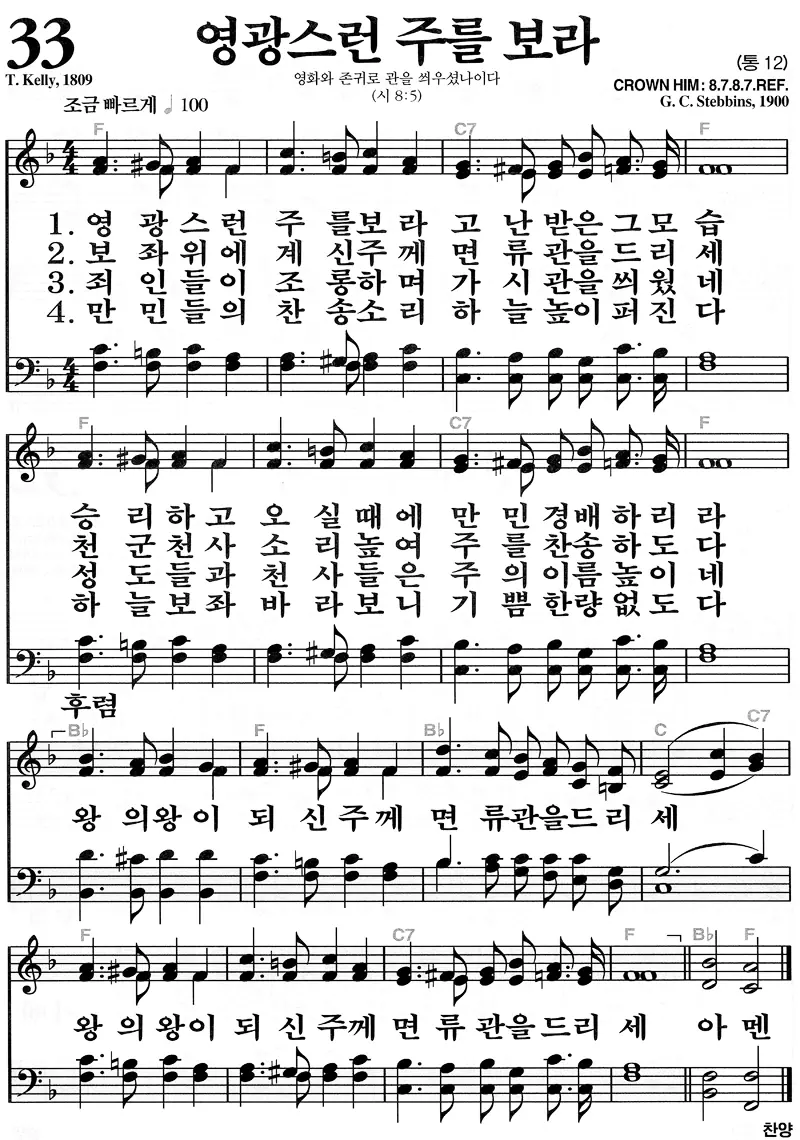 33
영광스런 주를 보라
(통 12)
T. Kelly, 1809
영화와 존귀로 관을 씌우셨나이다
(시 8:5)
CROWN HIM : 8.7.8.7.REF.
G. C. Stebbins, 1900
조금 빠르게 ♩ 100
F C7 F
4 4
1. 영 광 스 런 주 를 보 라 고 난 받 은 그 모 습
2. 보 좌 위 에 계 신 주 께 면 류 관 을 드 리 세
3. 죄 인 들 이 조 롱 하 며 가 시 관 을 씌 웠 네
4. 만 민 들 의 찬 송 소 리 하 늘 높 이 퍼 진 다
4 4
F C7 F
승 리 하 고 오 실 때 에 만 민 경 배 하 리 라
천 군 천 사 소 리 높 여 주 를 찬 송 하 도 다
성 도 들 과 천 사 들 은 주 의 이 름 높 이 네
하 늘 보 좌 바 라 보 니 기 쁨 한 량 없 도 다
후렴
B♭ F B♭ C C7
왕 의 왕 이 되 신 주 께 면 류 관 을 드 리 세
F C7 F B♭ F
왕 의 왕 이 되 신 주 께 면 류 관 을 드 리 세 아 멘
찬양